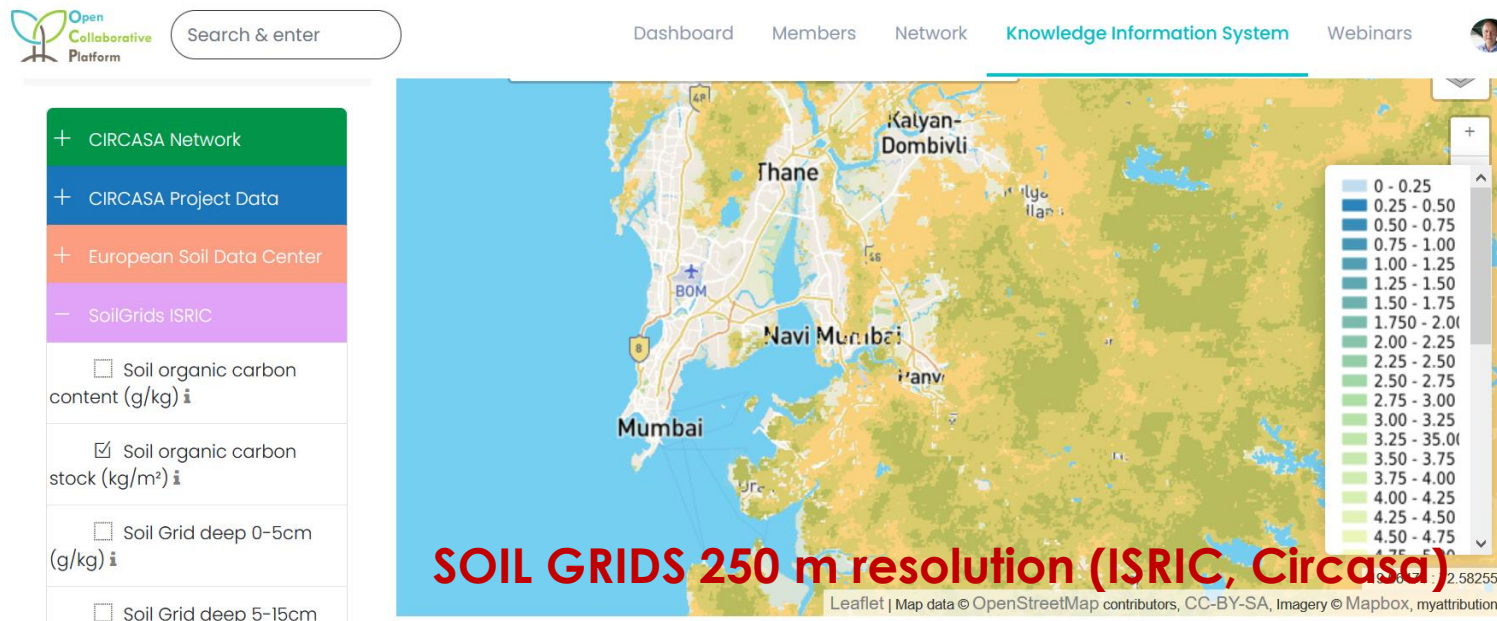 Open
Collaborative
Platform
Search & enter
Dashboard
Members
Network
Knowledge Information System
Webinars
+ CIRCASA Network
+ CIRCASA Project Data
+ European Soil Data Center
− SoilGrids ISRIC
Soil organic carbon
content (g/kg) i
Soil organic carbon
stock (kg/m²) i
Soil Grid deep 0-5cm
(g/kg) i
Soil Grid deep 5-15cm
Kalyan-
Dombivli
Thane
BOM
8
Navi Mumbai
Mumbai
+
0 - 0.25
0.25 - 0.50
0.50 - 0.75
0.75 - 1.00
1.00 - 1.25
1.25 - 1.50
1.50 - 1.75
1.750 - 2.00
2.00 - 2.25
2.25 - 2.50
2.50 - 2.75
2.75 - 3.00
3.00 - 3.25
3.25 - 35.00
3.50 - 3.75
3.75 - 4.00
4.00 - 4.25
4.25 - 4.50
4.50 - 4.75
SOIL GRIDS 250 m resolution (ISRIC, Circasa)
Leaflet | Map data © OpenStreetMap contributors, CC-BY-SA, Imagery © Mapbox, myattribution